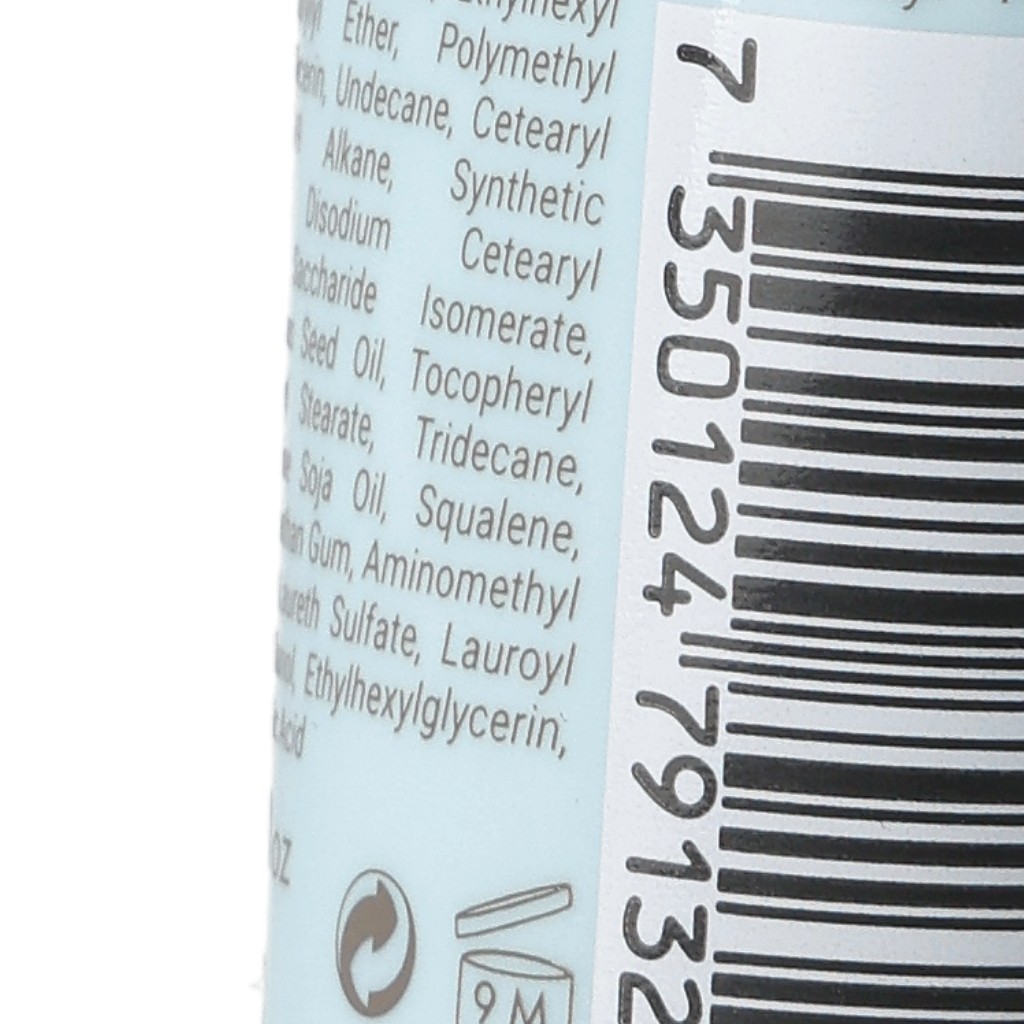 Ether, Polymethyl
Undecane, Cetearyl
Alkane, Synthetic
Disodium Cetearyl
Saccharide Isomerate,
Seed Oil, Tocopheryl
Stearate, Tridecane,
Soja Oil, Squalene,
Gum, Aminomethyl
Sulfate, Lauroyl
Ethylhexylglycerin,
Acid
OZ
9 M
7 350124 79132